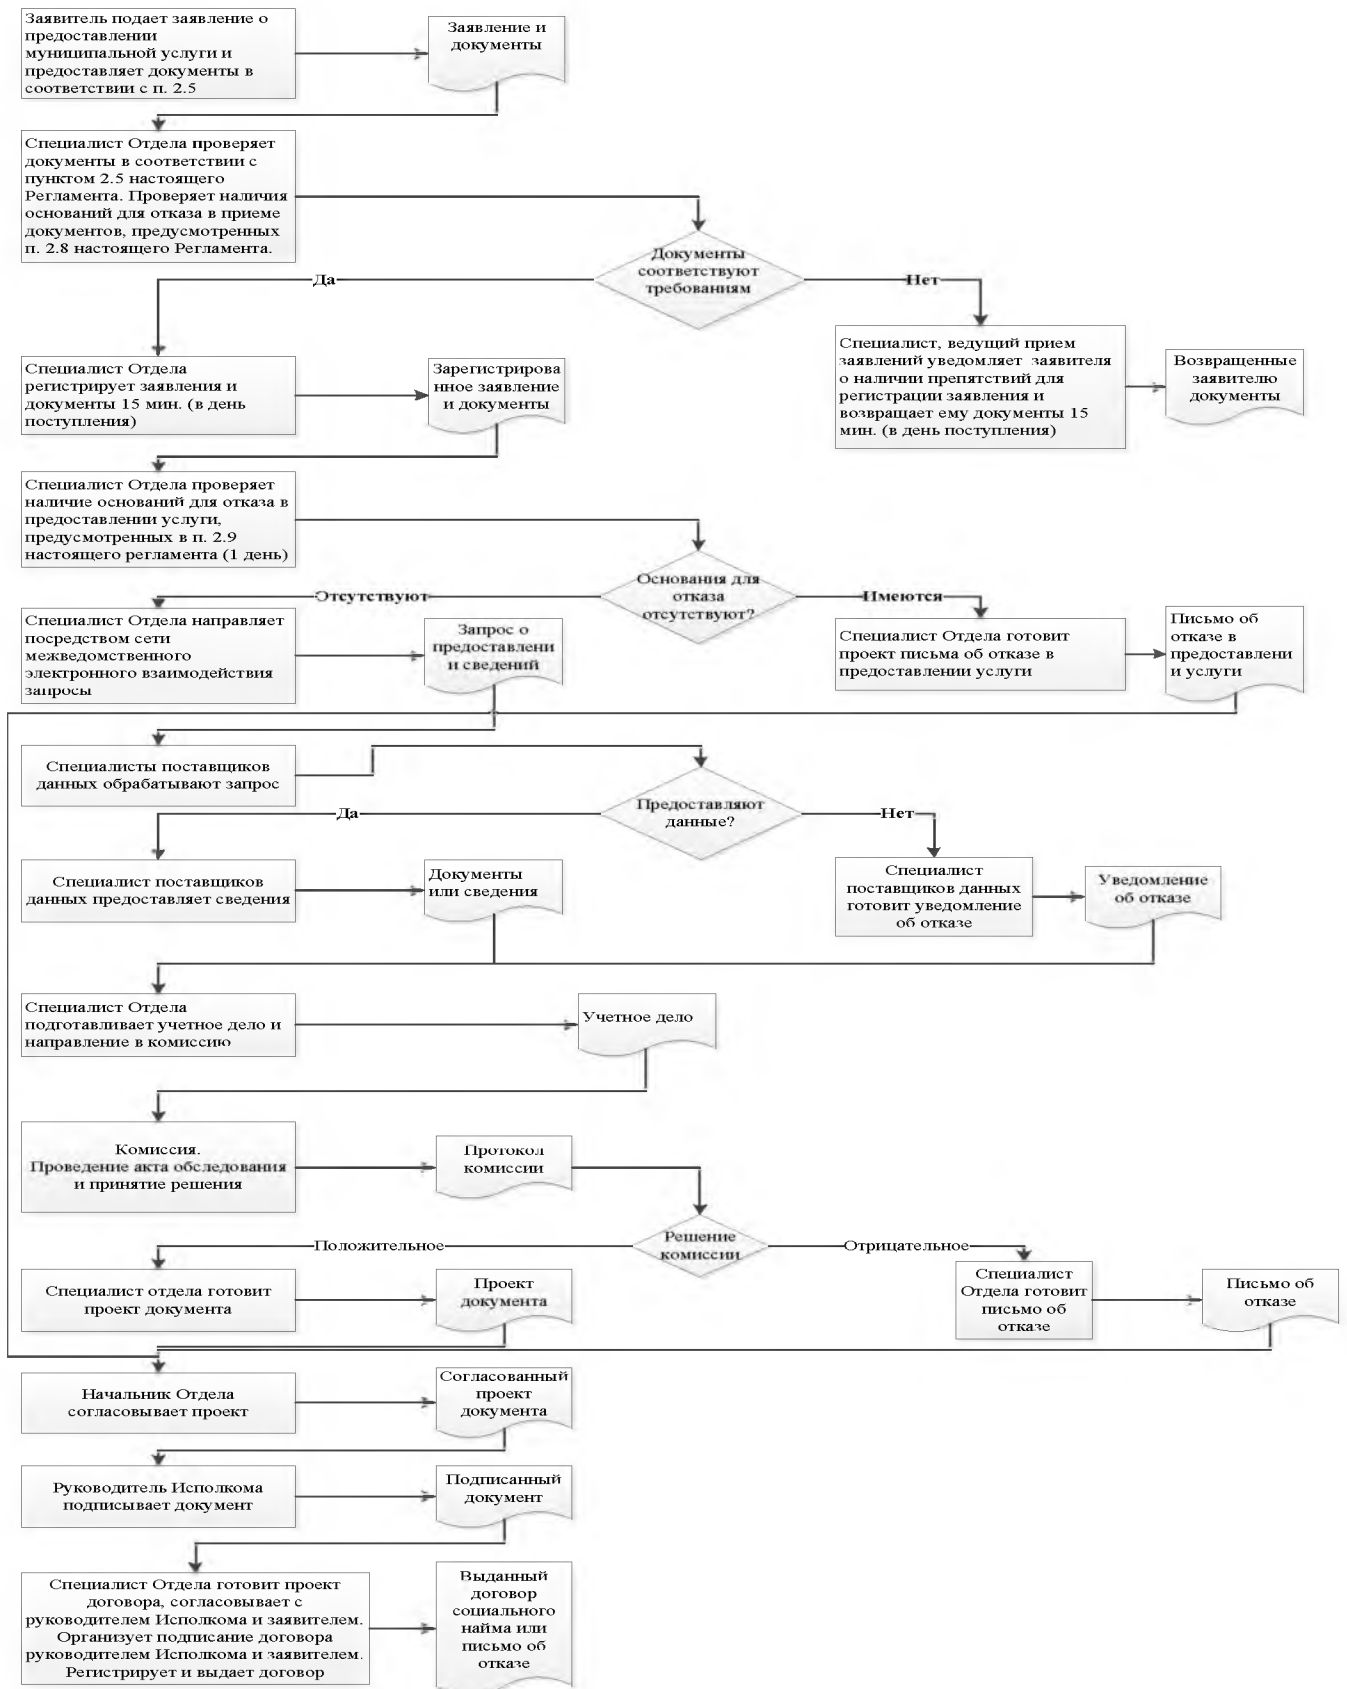 Заявитель подает заявление о
предоставлении
муниципальной услуги и
предоставляет документы в
соответствии с п. 2.5
Заявление и
документы
Специалист Отдела проверяет
документы в соответствии с
пунктом 2.5 настоящего
Регламента. Проверяет наличия
оснований для отказа в приеме
документов, предусмотренных
п. 2.8 настоящего Регламента.
Документы
соответствуют
требованиям
Да
Нет
Специалист Отдела
регистрирует заявления и
документы 15 мин. (в день
поступления)
Зарегистрирова
нное заявление
и документы
Специалист, ведущий прием
заявлений уведомляет заявителя
о наличии препятствий для
регистрации заявления и
возвращает ему документы 15
мин. (в день поступления)
Возвращенные
заявителю
документы
Специалист Отдела проверяет
наличие оснований для отказа в
предоставлении услуги,
предусмотренных в п. 2.9
настоящего регламента (1 день)
Основания для
отказа
отсутствуют?
Отсутствуют
Имеются
Специалист Отдела направляет
посредством сети
межведомственного
электронного взаимодействия
запросы
Запрос о
предоставлени
и сведений
Специалист Отдела готовит
проект письма об отказе в
предоставлении услуги
Письмо об
отказе в
предоставлени
и услуги
Специалисты поставщиков
данных обрабатывают запрос
Предоставляют
данные?
Да
Нет
Специалист поставщиков
данных предоставляет сведения
Документы
или сведения
Специалист
поставщиков данных
готовит уведомление
об отказе
Уведомление
об отказе
Специалист Отдела
подготавливает учетное дело и
направление в комиссию
Учетное дело
Комиссия.
Проведение акта обследования
и принятие решения
Протокол
комиссии
Решение
комиссии
Положительное
Отрицательное
Специалист отдела готовит
проект документа
Проект
документа
Специалист
Отдела готовит
письмо об
отказе
Письмо об
отказе
Начальник Отдела
согласовывает проект
Согласованный
проект
документа
Руководитель Исполкома
подписывает документ
Подписанный
документ
Специалист Отдела готовит проект
договора, согласовывает с
руководителем Исполкома и заявителем.
Организует подписание договора
руководителем Исполкома и заявителем.
Регистрирует и выдает договор
Выданный
договор
социального
найма или
письмо об
отказе